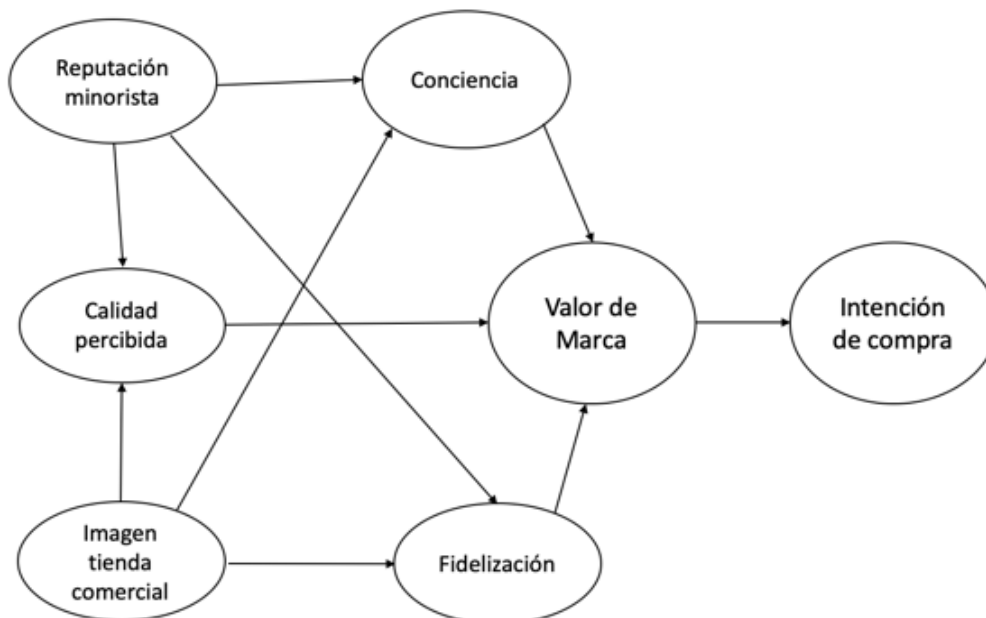 Reputación
minorista
Conciencia
Calidad
percibida
Valor de
Marca
Intención
de compra
Imagen
tienda
comercial
Fidelización